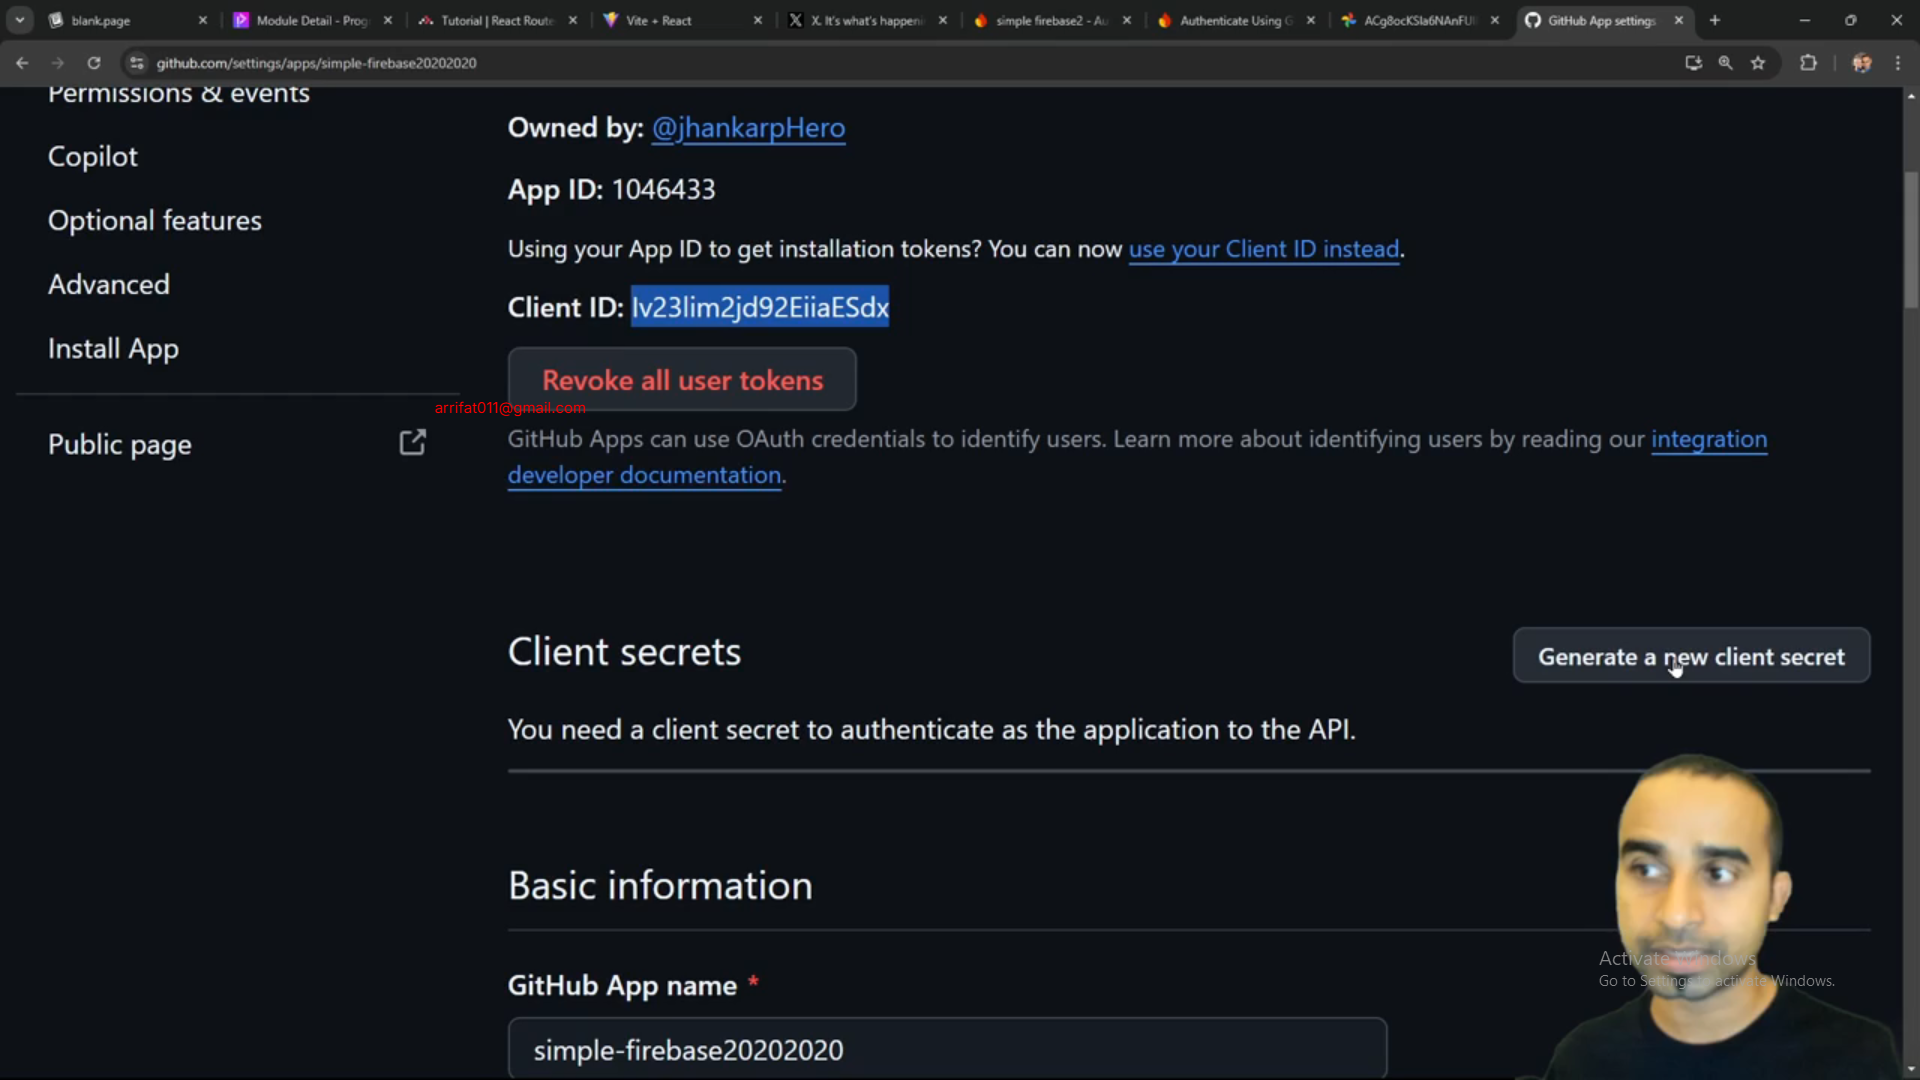 blank.page
Module Detail - Prog
Tutorial | React Route
Vite + React
X. It's what's happeni
simple firebase2 - Au
Authenticate Using G
ACg8ocKSla6NAnFUI
GitHub App settings
github.com/settings/apps/simple-firebase20202020
Permissions & events
Copilot
Optional features
Advanced
Install App
Public page
Owned by: @jhankarpHero
App ID: 1046433
Using your App ID to get installation tokens? You can now use your Client ID instead.
Client ID: Iv23lim2jd92EiiaESdx
Revoke all user tokens
arrifat011@gmail.com
GitHub Apps can use OAuth credentials to identify users. Learn more about identifying users by reading our integration
developer documentation.
Client secrets
Generate a new client secret
You need a client secret to authenticate as the application to the API.
Basic information
GitHub App name *
simple-firebase20202020
Activate Windows
Go to Settings to activate Windows.